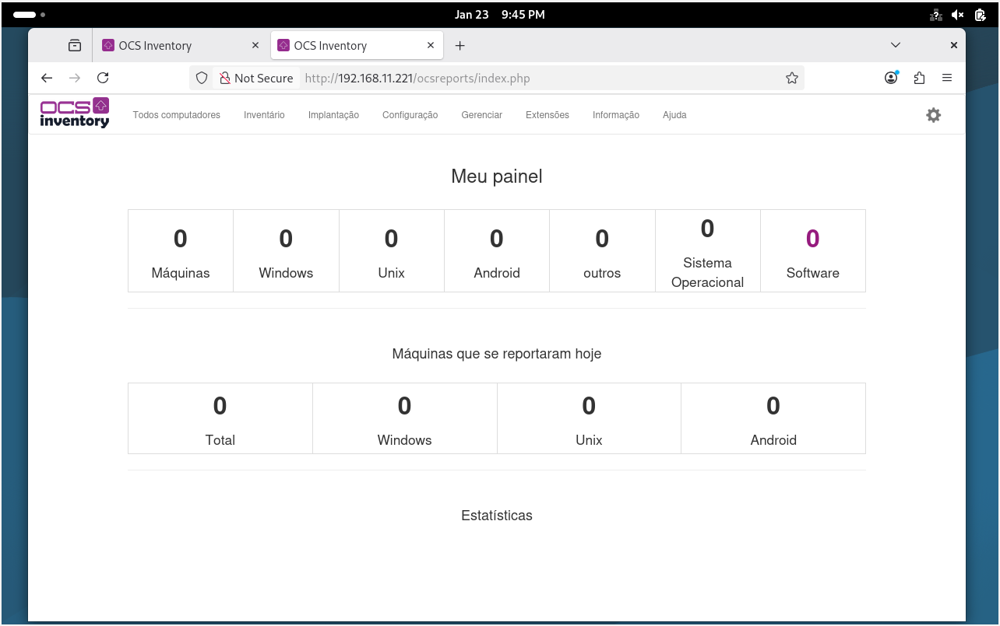 Jan 23 9:45 PM
OCS Inventory
OCS Inventory
Not Secure http://192.168.11.221/ocsreports/index.php
OCS inventory
Todos computadores Inventário Implantação Configuração Gerenciar Extensões Informação Ajuda
Meu painel
0 0 0 0 0 0 0
Máquinas Windows Unix Android outros Sistema Operacional Software
Máquinas que se reportaram hoje
0 0 0 0
Total Windows Unix Android
Estatísticas